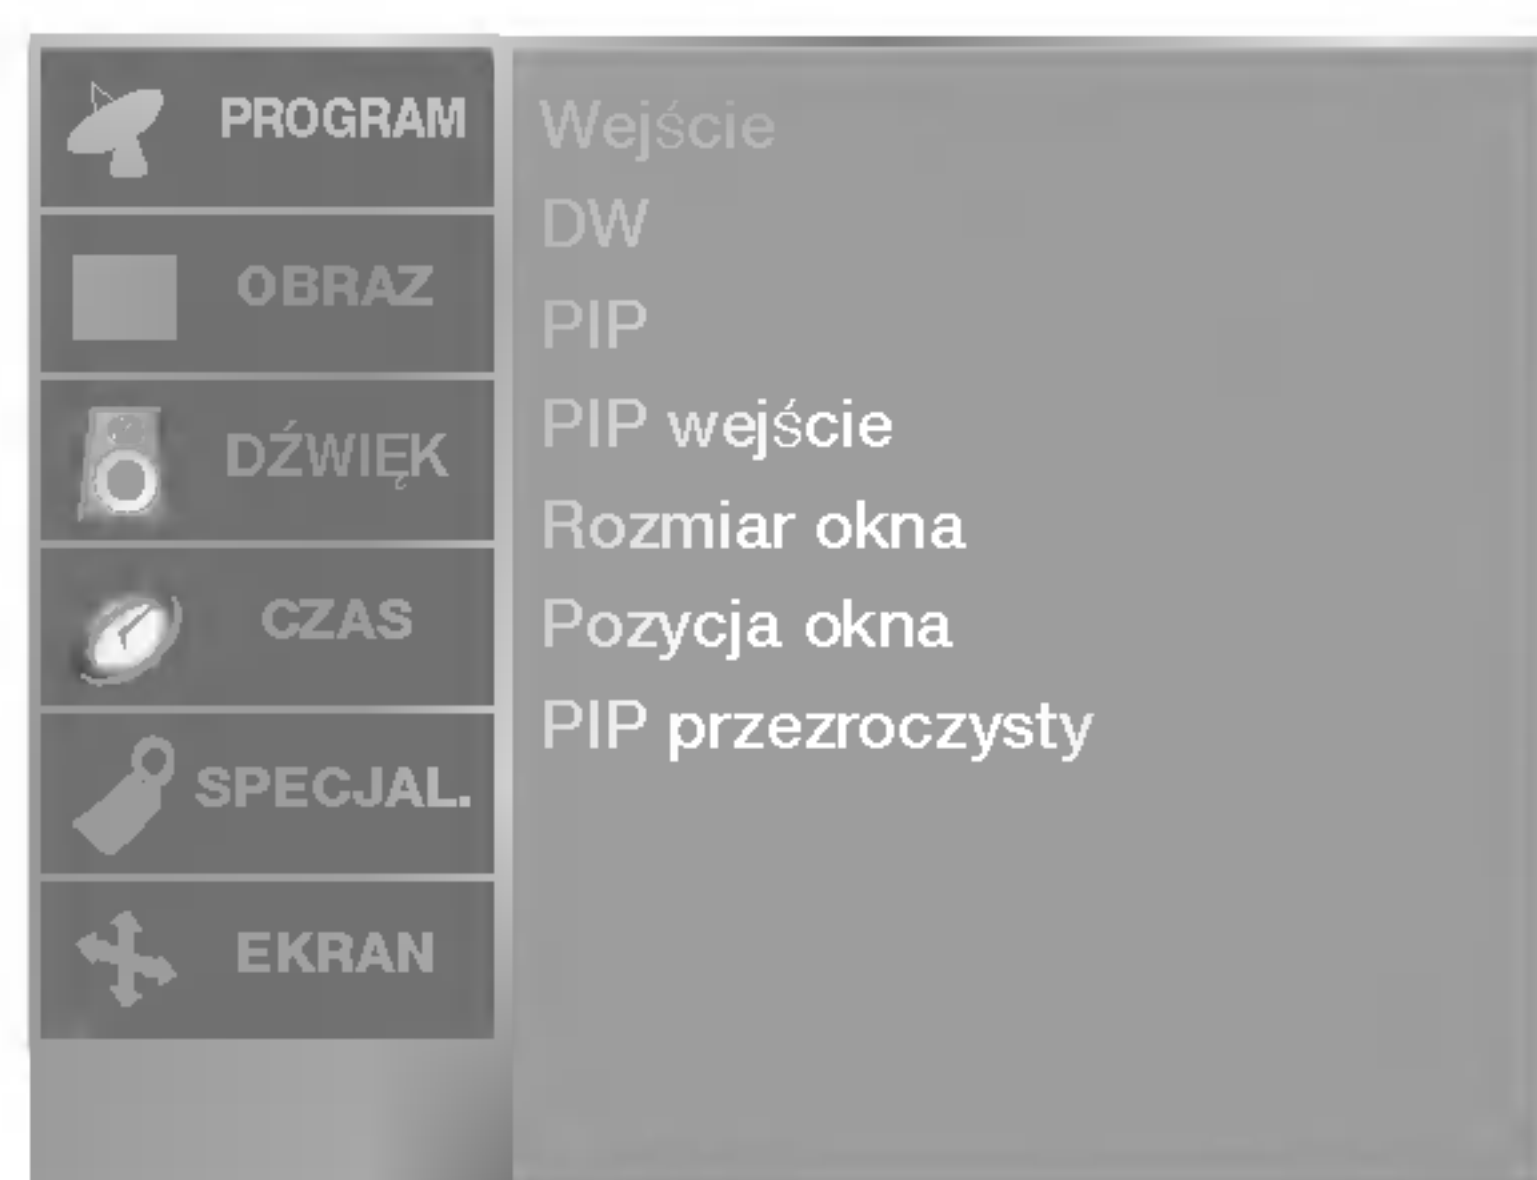 PROGRAM
OBRAZ
DŹWIĘK
CZAS
SPECJAL.
EKRAN
Wejście
DW
PIP
PIP wejście
Rozmiar okna
Pozycja okna
PIP przezroczysty